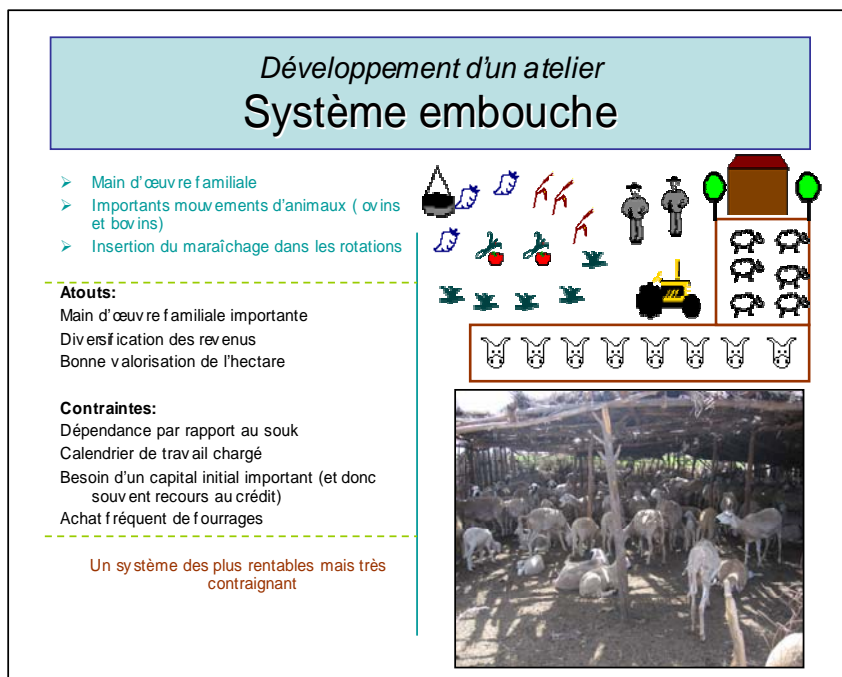 Développement d'un atelier
Système embouche
Main d'œuvre familiale
Importants mouvements d'animaux ( ovins
et bovins)
Insertion du maraîchage dans les rotations
Atouts:
Main d'œuvre familiale importante
Diversification des revenus
Bonne valorisation de l'hectare
Contraintes:
Dépendance par rapport au souk
Calendrier de travail chargé
Besoin d'un capital initial important (et donc
souvent recours au crédit)
Achat fréquent de fourrages
Un système des plus rentables mais très
contraignant